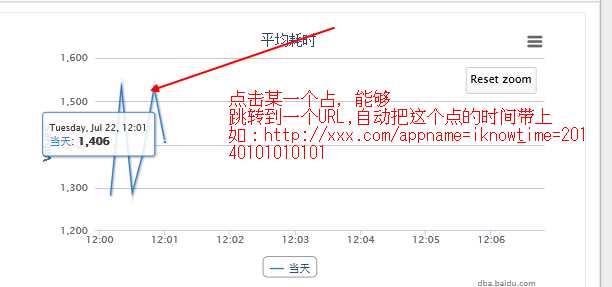 平均耗时
1,600
Reset zoom
1,500
点击某一个点，能够
跳转到一个URL,自动把这个点的时间带上
如：http://xxx.com/appname=iknowtime=201
40101010101
Tuesday, Jul 22, 12:01
当天: 1,406
1,300
1,200
12:00 12:01 12:02 12:03 12:04 12:05 12:06
当天
dba.baidu.com